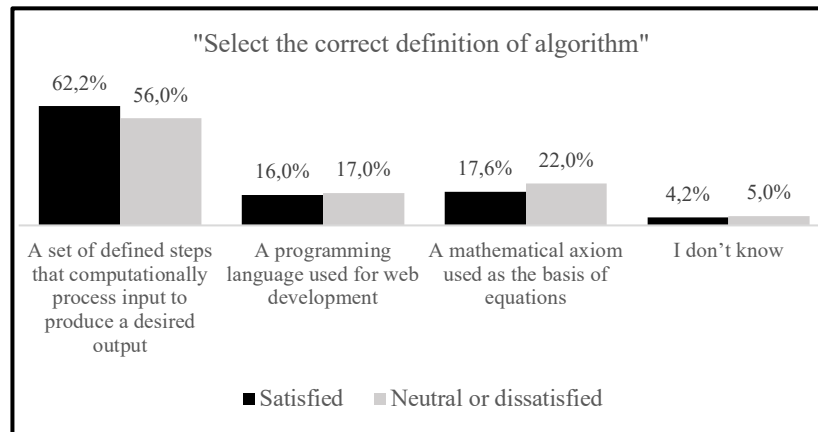 "Select the correct definition of algorithm"
62,2%
56,0%
16,0%
17,0%
17,6%
22,0%
4,2%
5,0%
A set of defined steps
that computationally
process input to
produce a desired
output
A programming
language used for web
development
A mathematical axiom
used as the basis of
equations
I don’t know
Satisfied
Neutral or dissatisfied